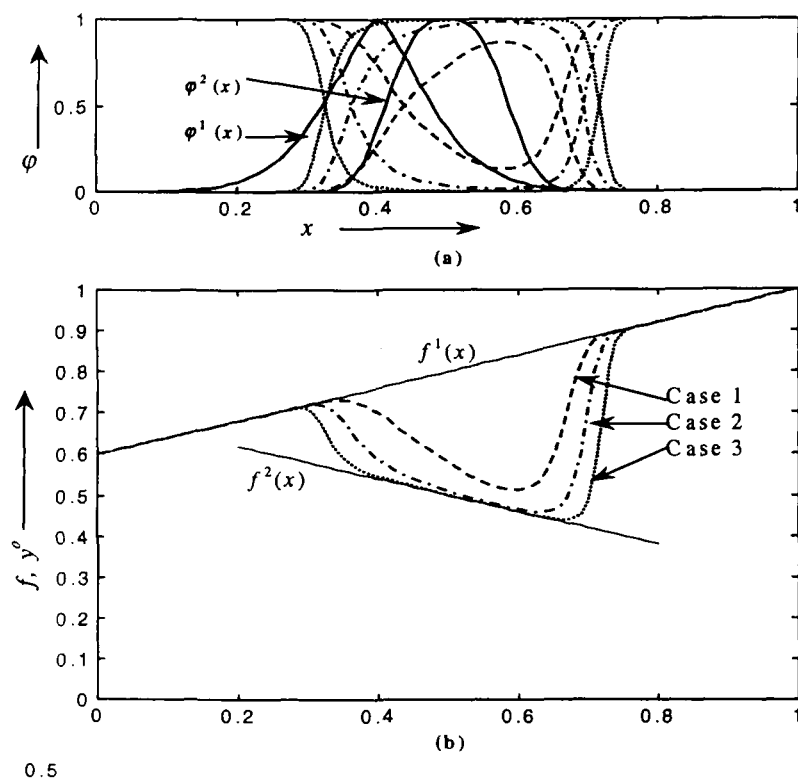 1
φ²(x)
0.5
φ¹(x)
φ
0
0 0.2 0.4 0.6 0.8 1
x
(a)
1
0.9
f¹(x)
0.8
Case 1
Case 2
0.7
Case 3
0.6
f²(x)
0.5
f, yᵒ
0.4
0.3
0.2
0.1
0
0 0.2 0.4 0.6 0.8 1
(b)
0.5